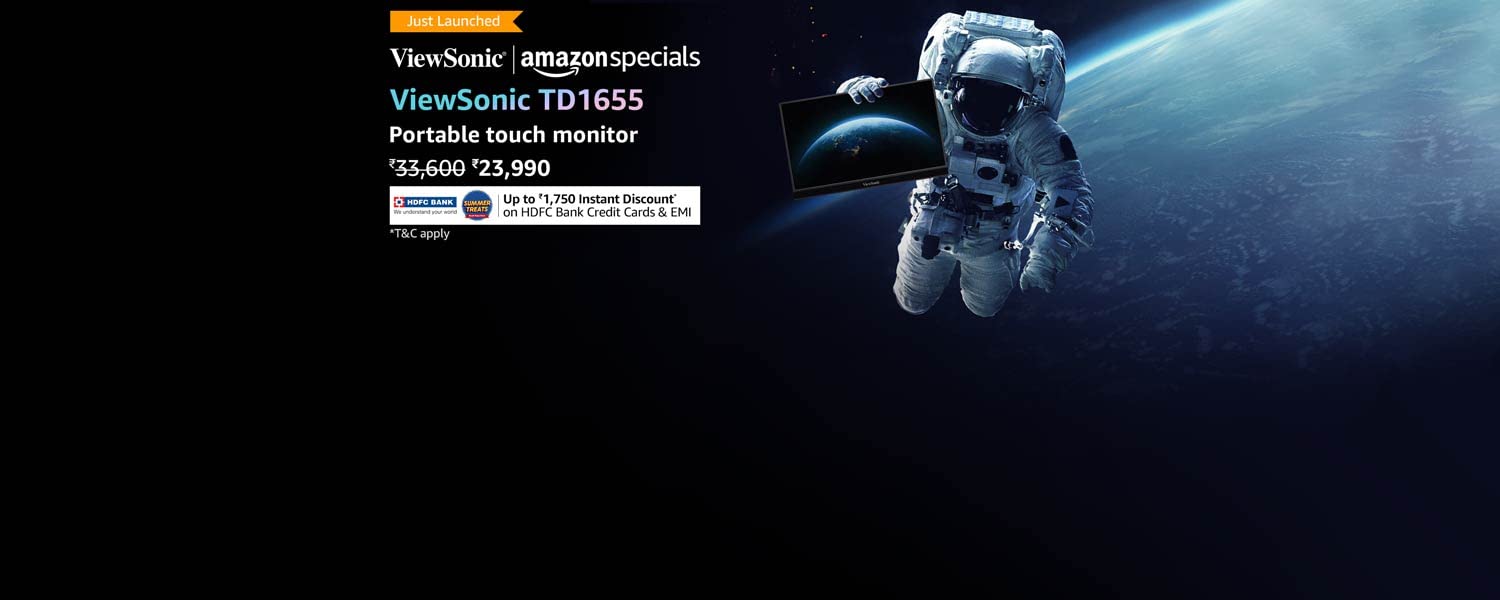 Just Launched
ViewSonic® | amazonspecials
ViewSonic TD1655
Portable touch monitor
₹33,600 ₹23,990
HDFC BANK
We understand your world
SUMMER
TREATS
Up to ₹1,750 Instant Discount*
on HDFC Bank Credit Cards & EMI
*T&C apply
ViewSonic